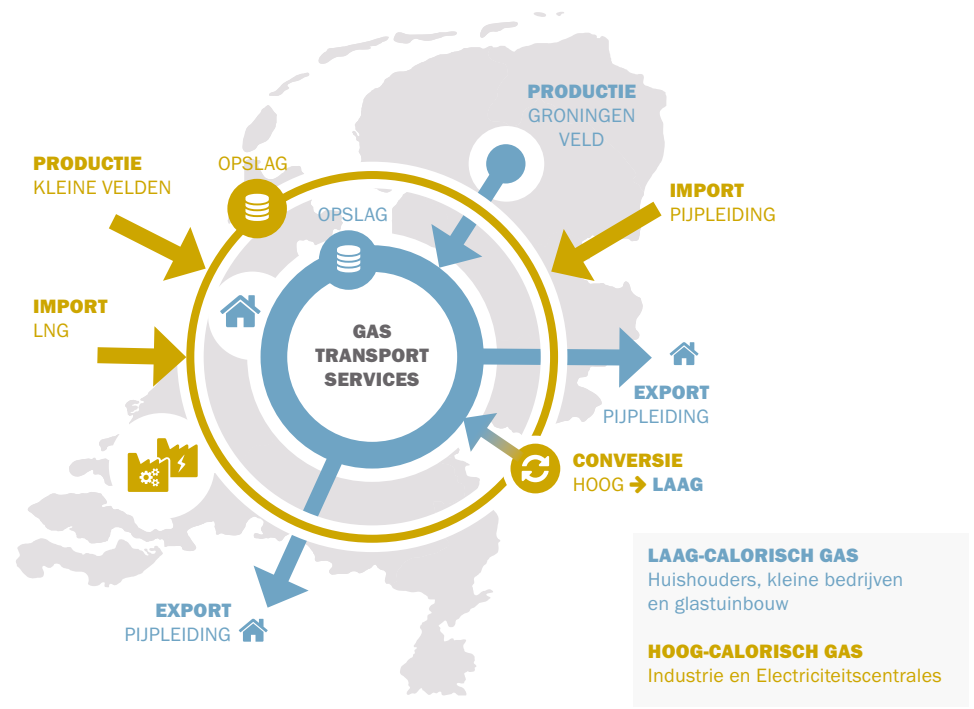 PRODUCTIE
GRONINGEN
VELD
PRODUCTIE
KLEINE VELDEN
OPSLAG
IMPORT
PIJPLEIDING
OPSLAG
IMPORT
LNG
GAS
TRANSPORT
SERVICES
EXPORT
PIJPLEIDING
CONVERSIE
HOOG ➔ LAAG
EXPORT
PIJPLEIDING
LAAG-CALORISCH GAS
Huishouders, kleine bedrijven
en glastuinbouw
HOOG-CALORISCH GAS
Industrie en Electriciteitscentrales